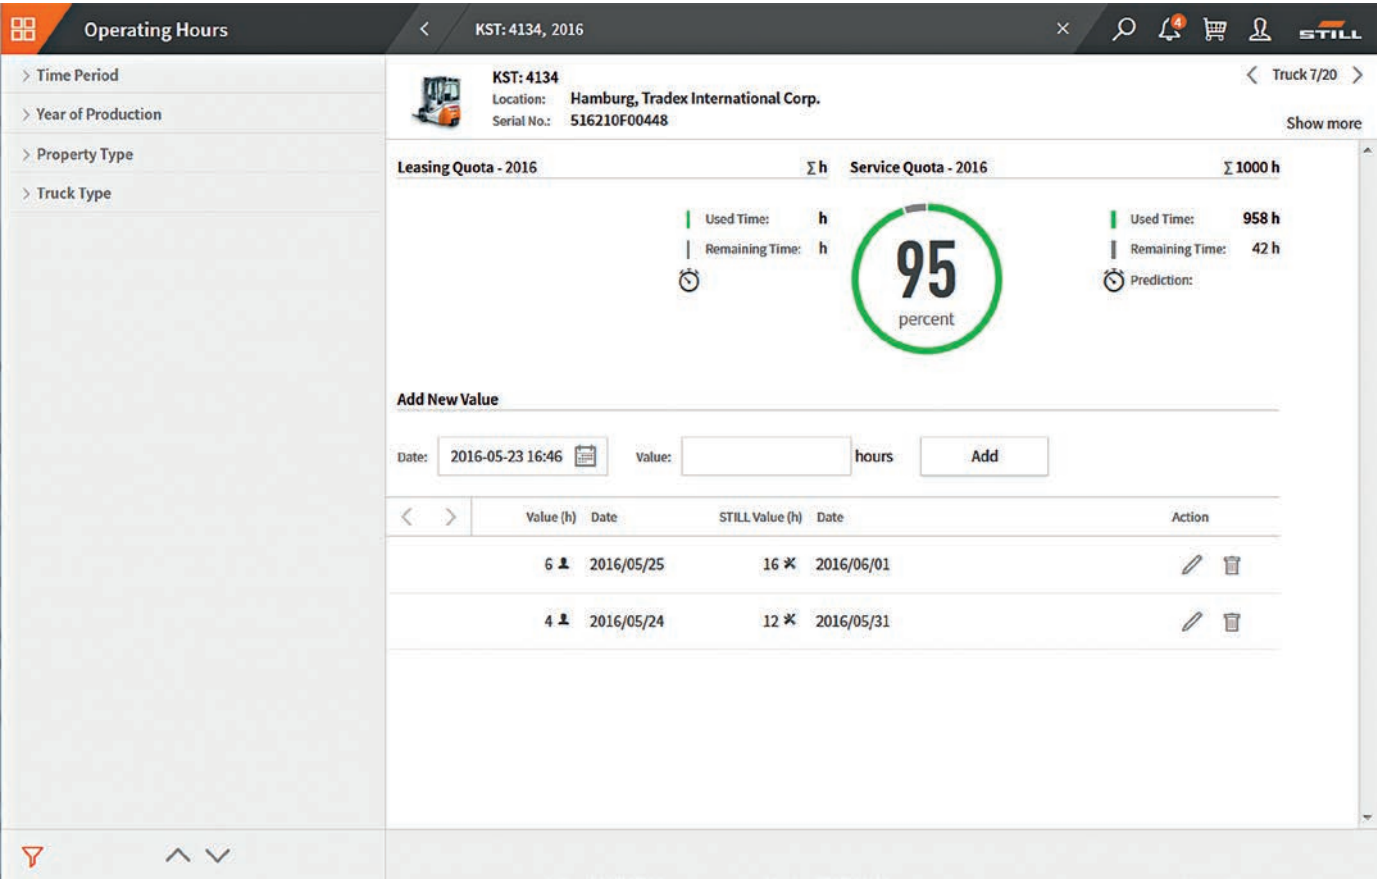 Operating Hours
KST: 4134, 2016
4
STILL
Time Period
Year of Production
Property Type
Truck Type
KST: 4134
Location: Hamburg, Tradex International Corp.
Serial No.: 516210F00448
Truck 7/20
Show more
Leasing Quota - 2016 Σ h
Used Time: h
Remaining Time: h
Service Quota - 2016 Σ 1000 h
95
percent
Used Time: 958 h
Remaining Time: 42 h
Prediction:
Add New Value
Date: 2016-05-23 16:46 Value: hours Add
Value (h) Date STILL Value (h) Date Action
6 2016/05/25 16 2016/06/01
4 2016/05/24 12 2016/05/31